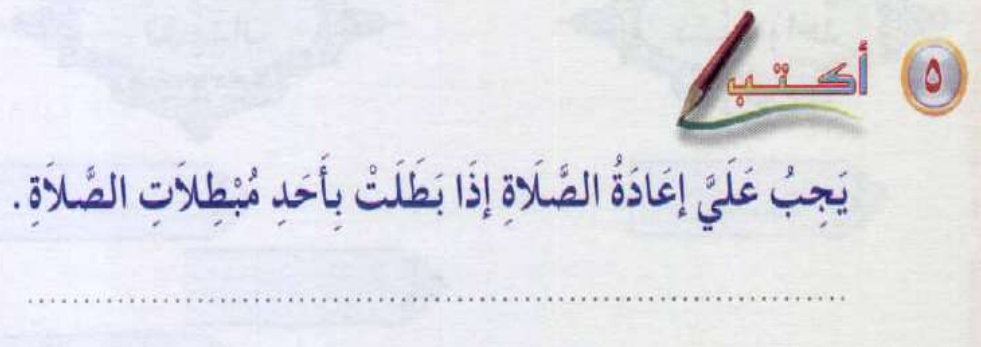 ٥ أكتب
يَجِبُ عَلَيَّ إِعَادَةُ الصَّلَاةِ إِذَا بَطَلَتْ بِأَحَدِ مُبْطِلَاتِ الصَّلَاةِ .